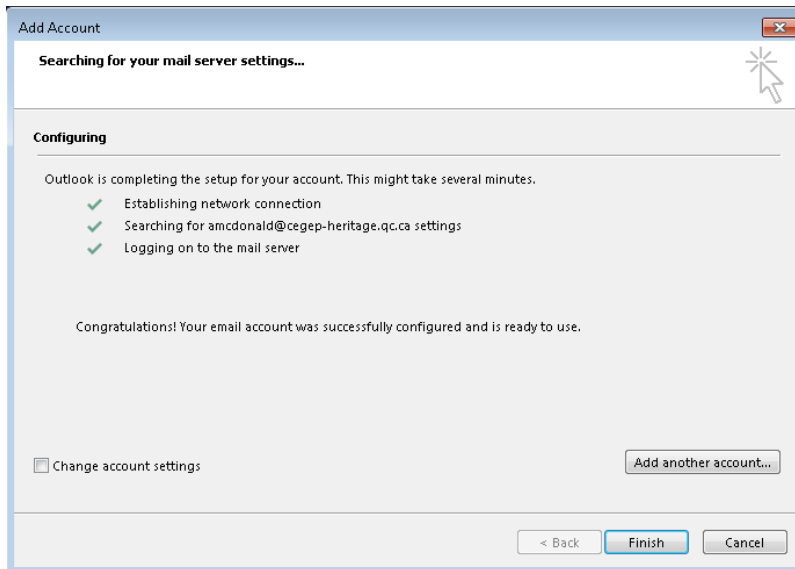 Add Account
Searching for your mail server settings...
Configuring
Outlook is completing the setup for your account. This might take several minutes.
Establishing network connection
Searching for amcdonald@cegep-heritage.qc.ca settings
Logging on to the mail server
Congratulations! Your email account was successfully configured and is ready to use.
Change account settings
Add another account...
< Back
Finish
Cancel